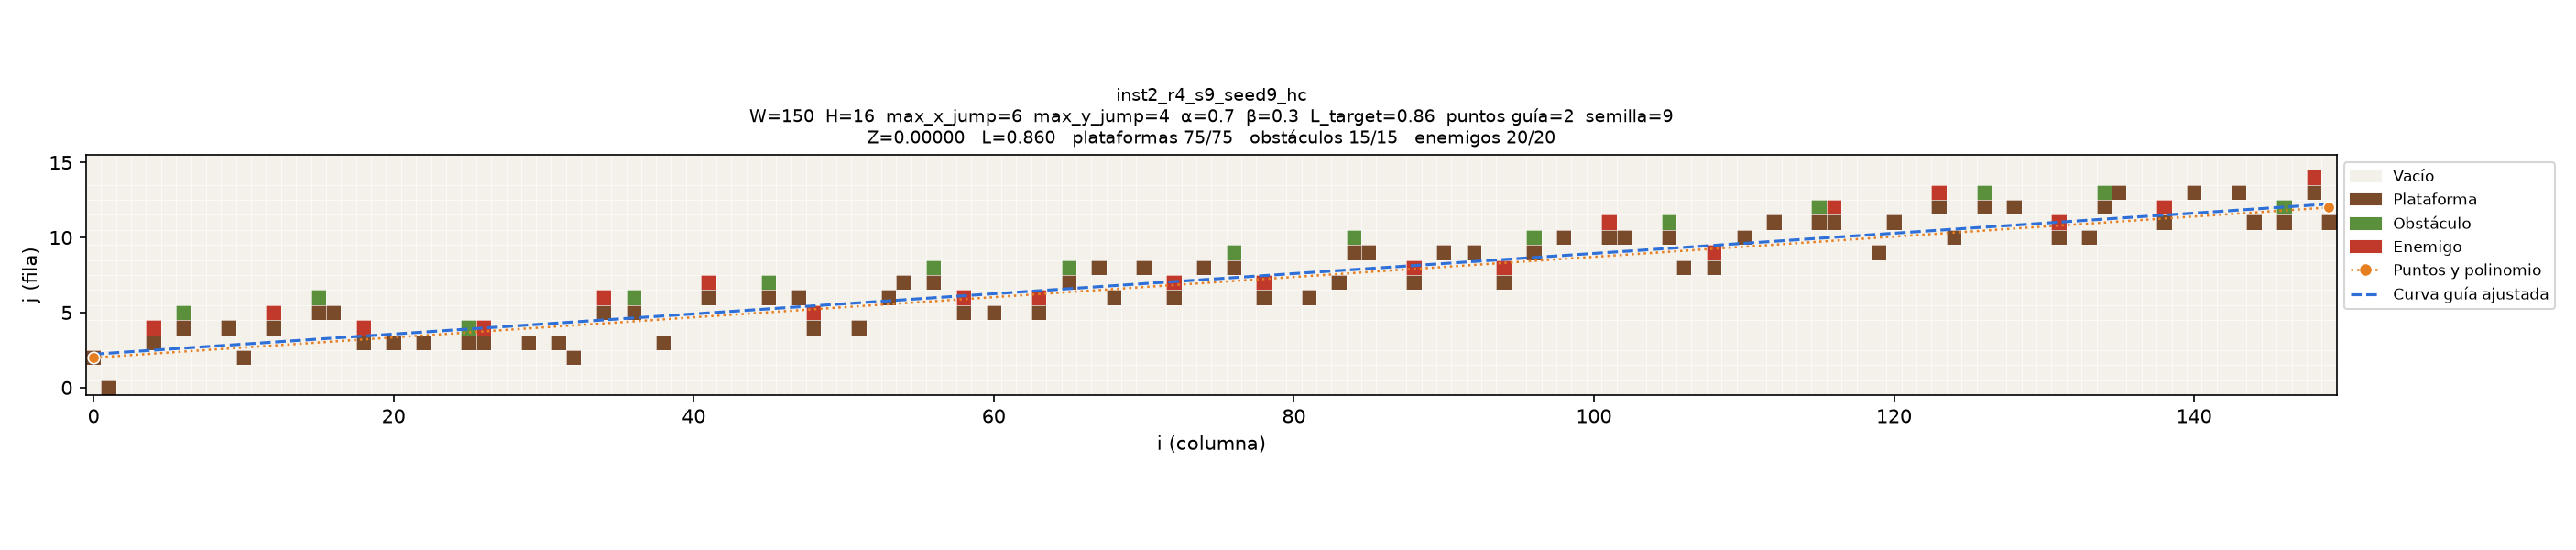 inst2_r4_s9_seed9_hc
W=150  H=16  max_x_jump=6  max_y_jump=4  α=0.7  β=0.3  L_target=0.86  puntos guía=2  semilla=9
Z=0.00000   L=0.860   plataformas 75/75   obstáculos 15/15   enemigos 20/20
15
10
5
0
j (fila)
0 20 40 60 80 100 120 140
i (columna)
Vacío
Plataforma
Obstáculo
Enemigo
Puntos y polinomio
Curva guía ajustada